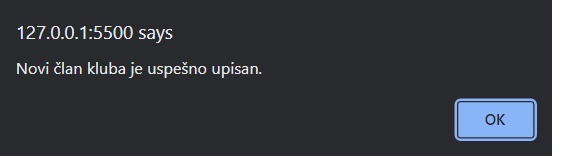 127.0.0.1:5500 says
Novi član kluba je uspešno upisan.
OK